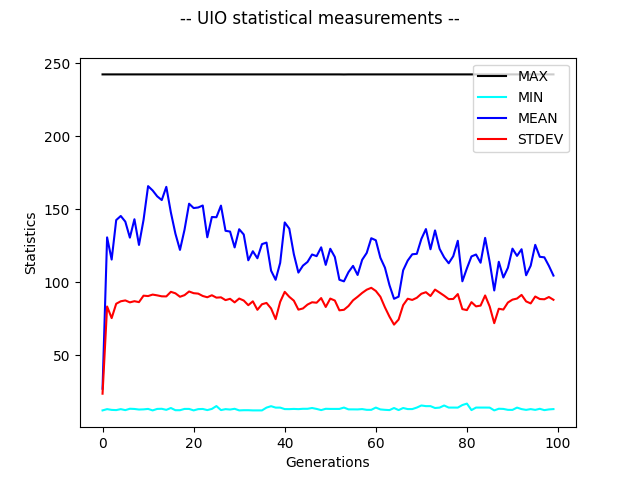 -- UIO statistical measurements --
250
200
150
100
50
Statistics
MAX
MIN
MEAN
STDEV
0 20 40 60 80 100
Generations